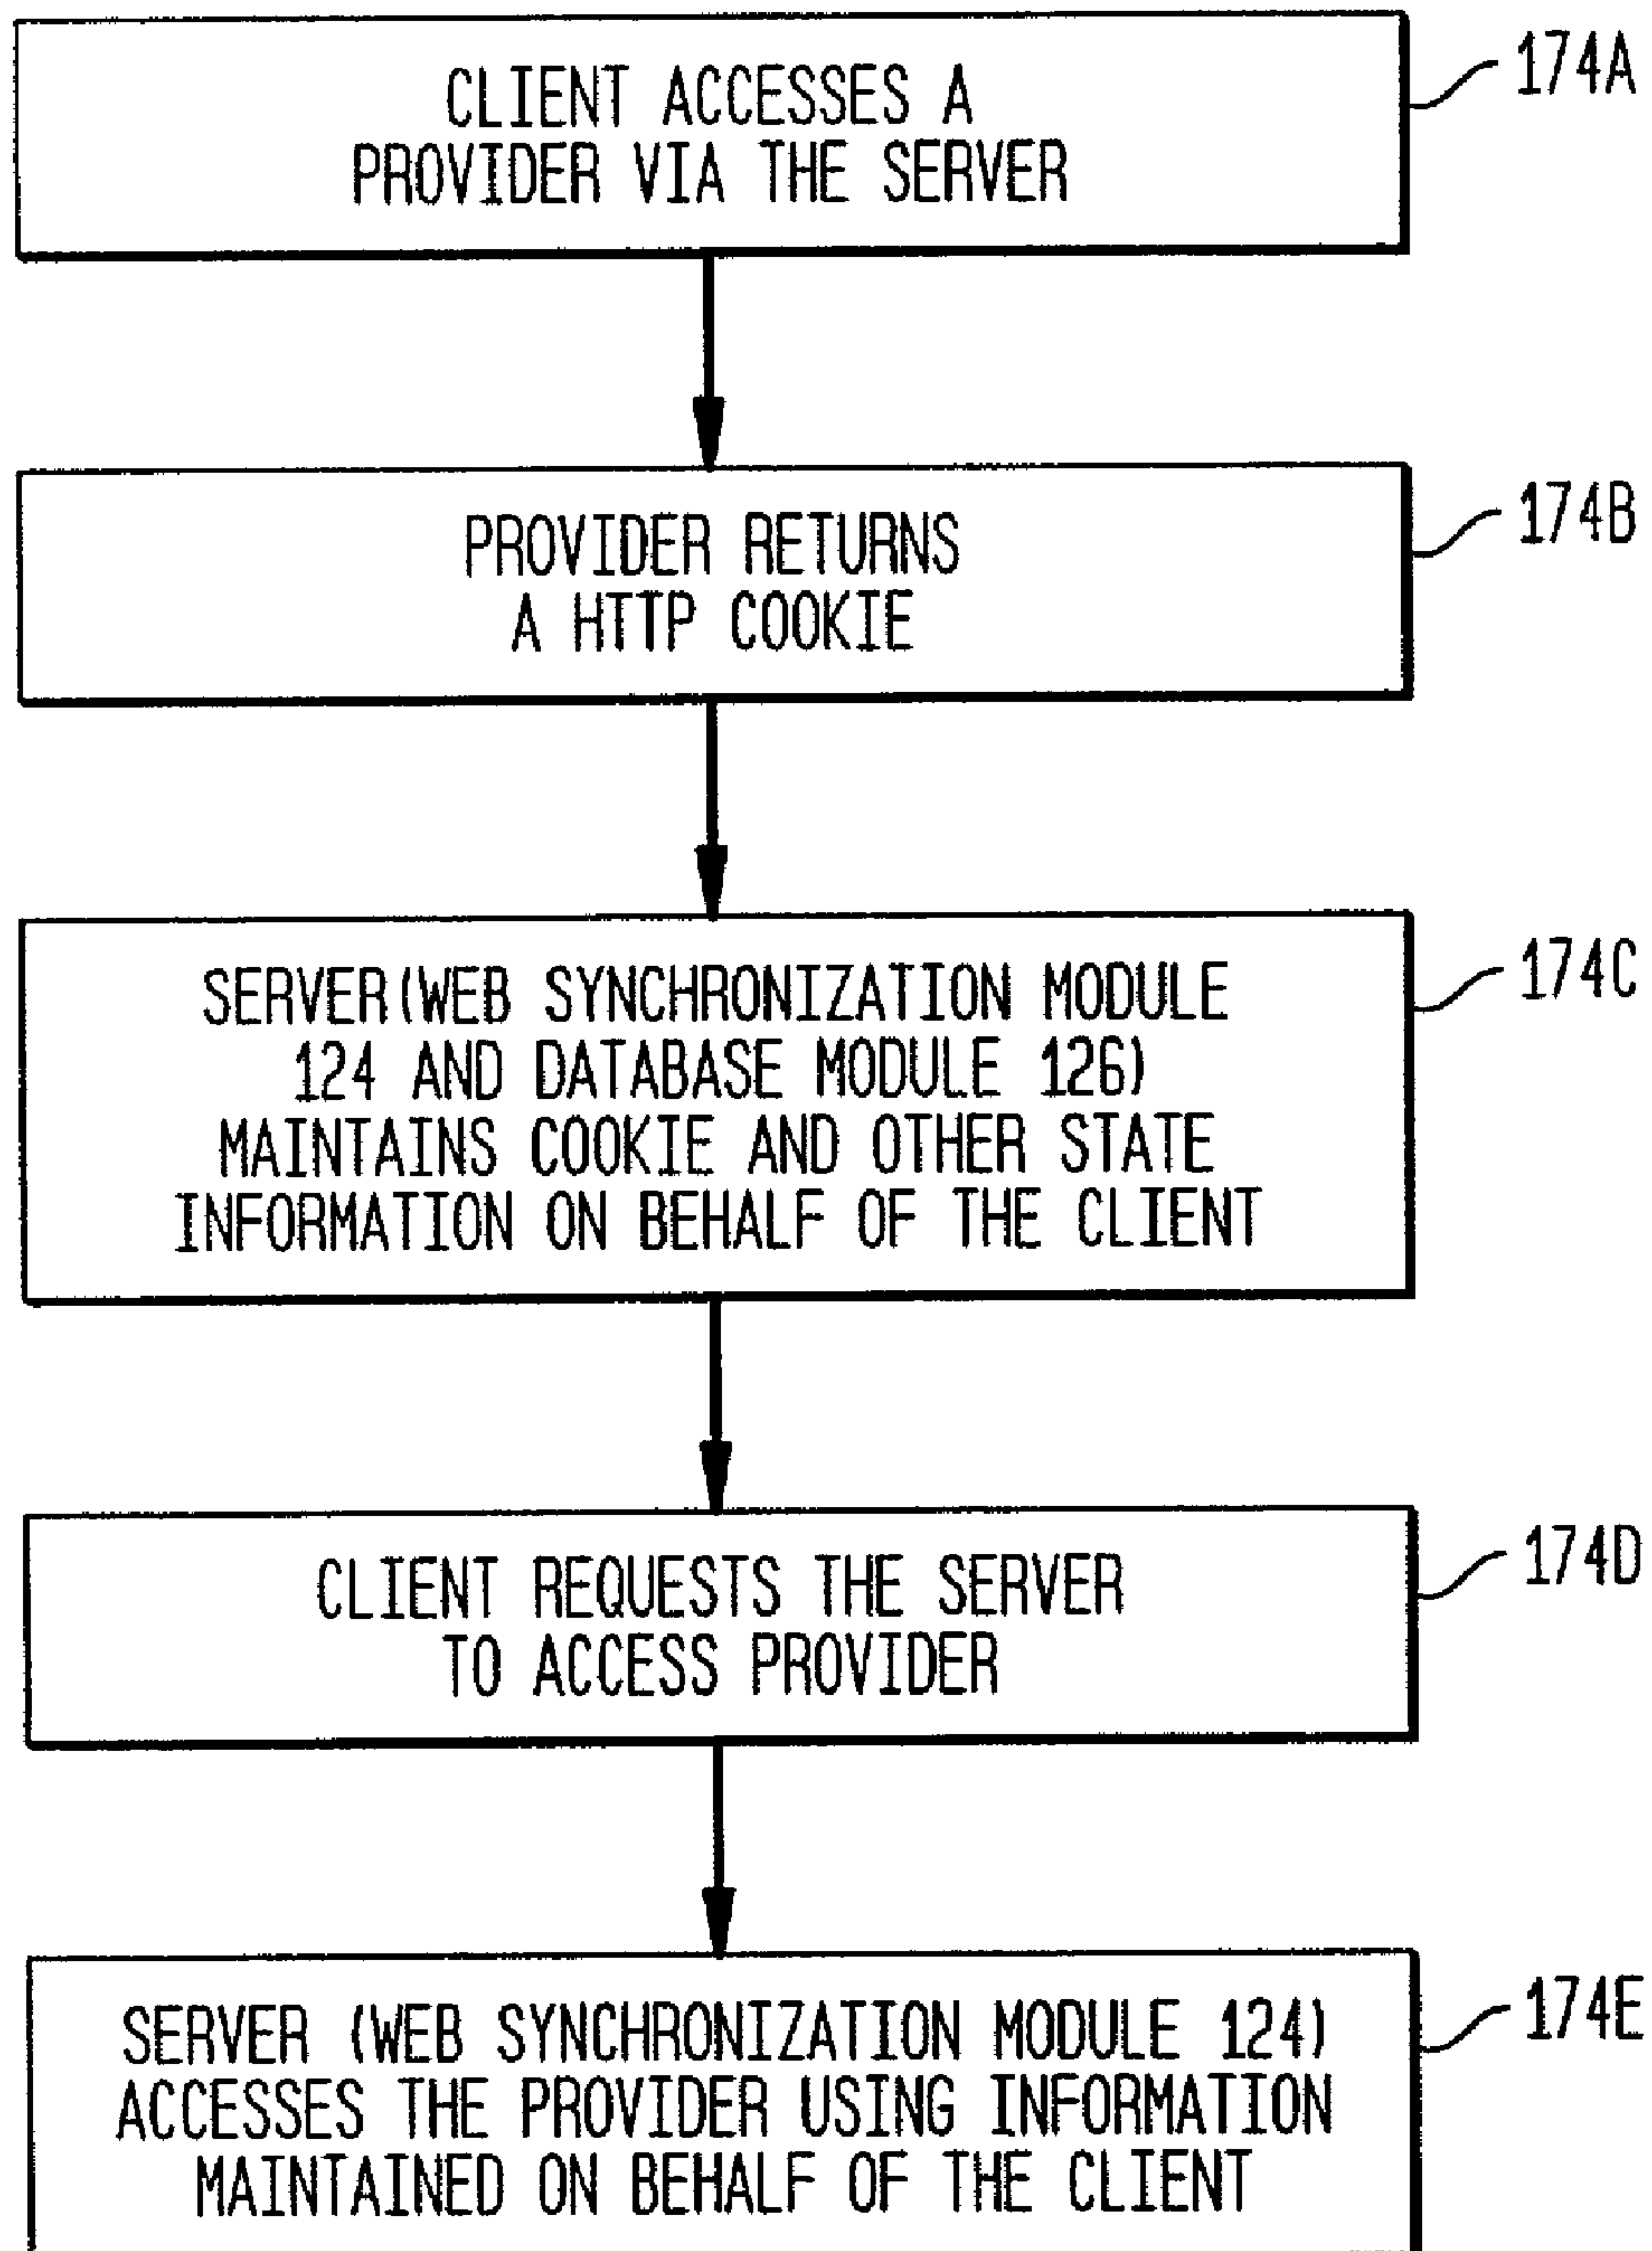 CLIENT ACCESSES A
PROVIDER VIA THE SERVER
174A
PROVIDER RETURNS
A HTTP COOKIE
174B
SERVER(WEB SYNCHRONIZATION MODULE
124 AND DATABASE MODULE 126)
MAINTAINS COOKIE AND OTHER STATE
INFORMATION ON BEHALF OF THE CLIENT
174C
CLIENT REQUESTS THE SERVER
TO ACCESS PROVIDER
174D
SERVER (WEB SYNCHRONIZATION MODULE 124)
ACCESSES THE PROVIDER USING INFORMATION
MAINTAINED ON BEHALF OF THE CLIENT
174E